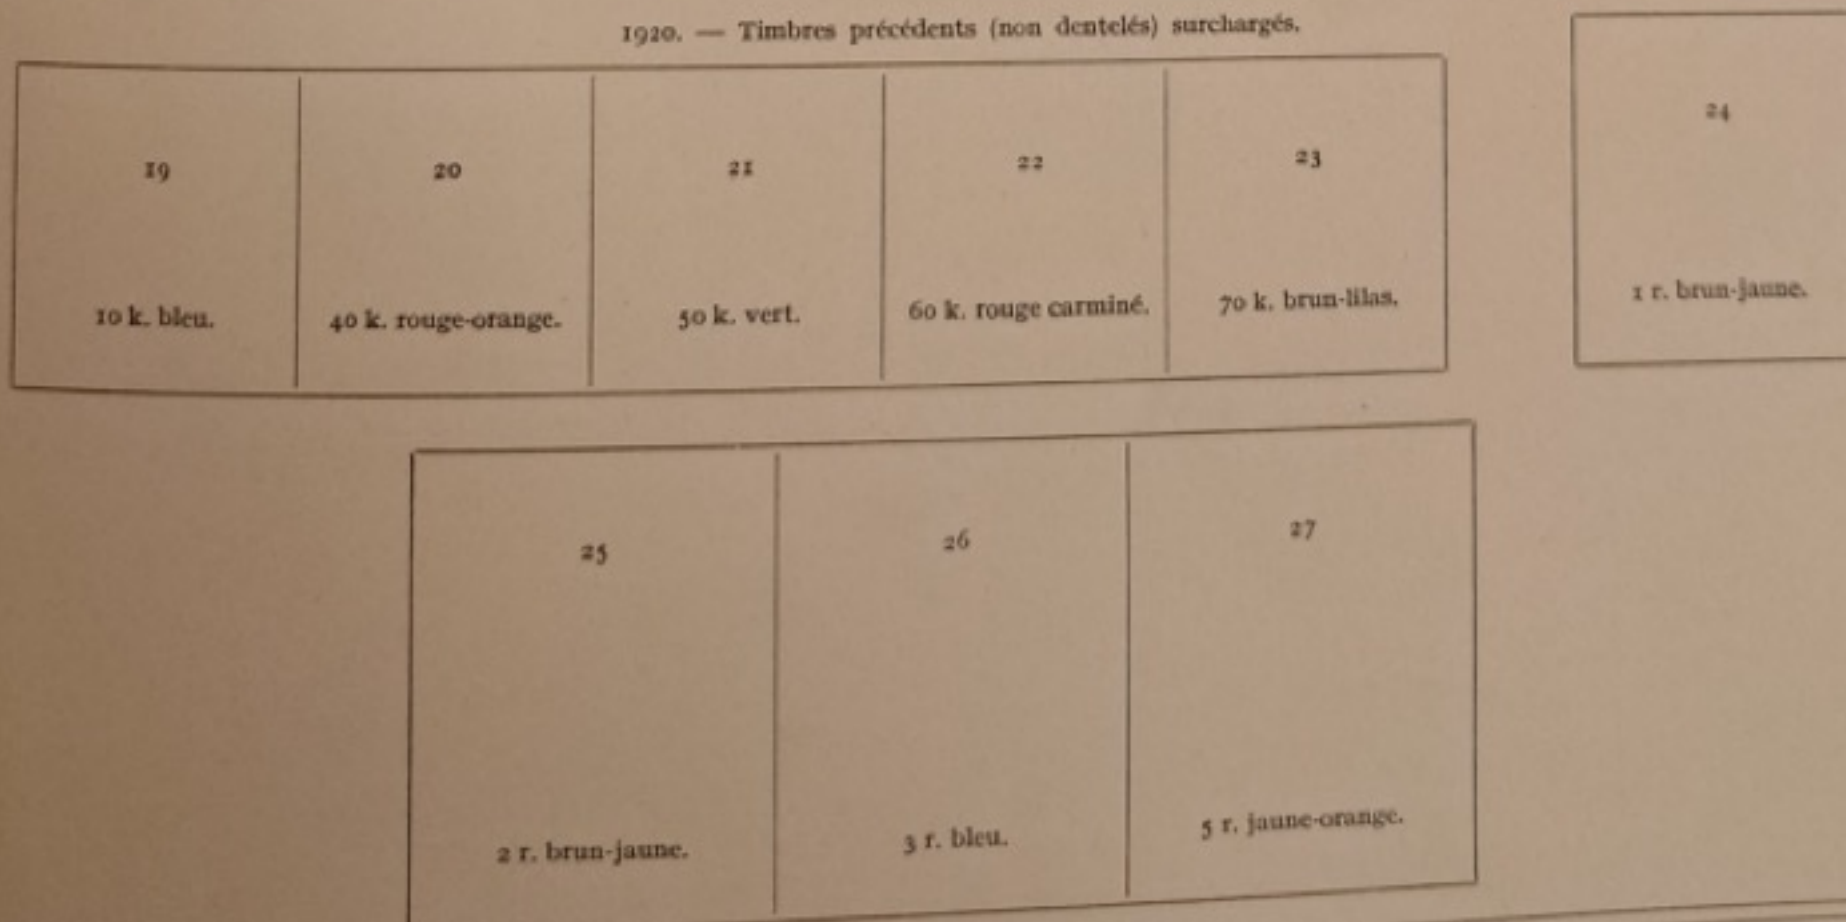 1920. — Timbres précédents (non dentelés) surchargés.
19
20
21
22
23
24
10 k. bleu.
40 k. rouge-orange.
50 k. vert.
60 k. rouge carminé.
70 k. brun-lilas.
1 r. brun-jaune.
25
26
27
2 r. brun-jaune.
3 r. bleu.
5 r. jaune-orange.